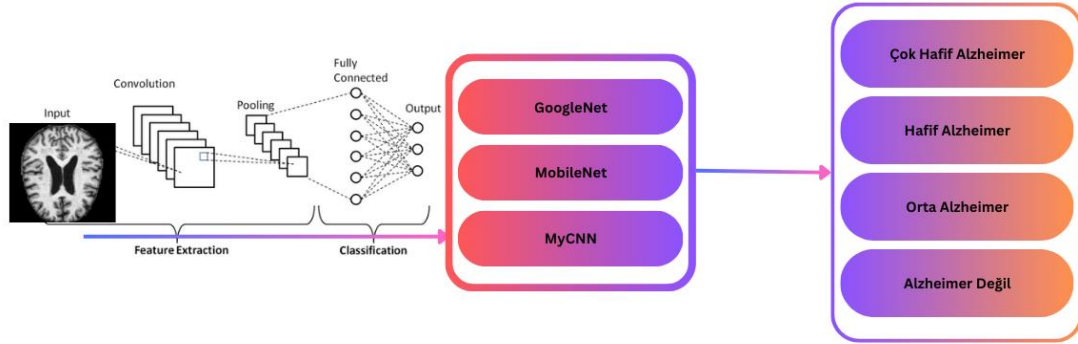 Input
Convolution
Pooling
Fully
Connected
Output
Feature Extraction
Classification
GoogleNet
MobileNet
MyCNN
Çok Hafif Alzheimer
Hafif Alzheimer
Orta Alzheimer
Alzheimer Değil